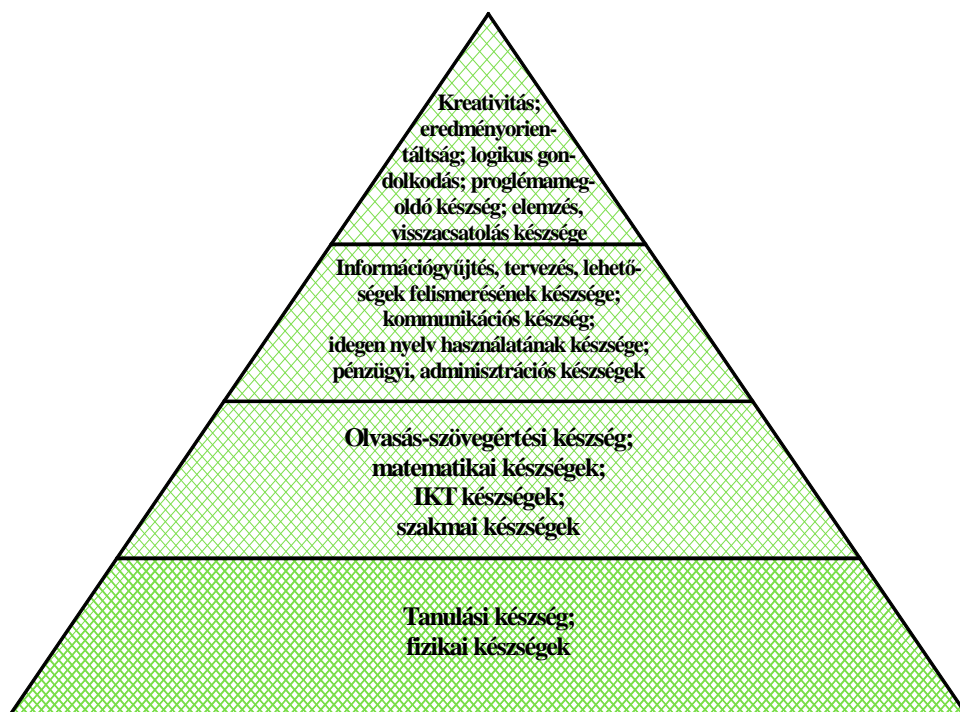 Kreativitás;
eredményorien-
táltság; logikus gon-
dolkodás; proglémameg-
oldó készség; elemzés,
visszacsatolás készsége
Információgyűjtés, tervezés, lehető-
ségek felismerésének készsége;
kommunikációs készség;
idegen nyelv használatának készsége;
pénzügyi, adminisztrációs készségek
Olvasás-szövegértési készség;
matematikai készségek;
IKT készségek;
szakmai készségek
Tanulási készség;
fizikai készségek